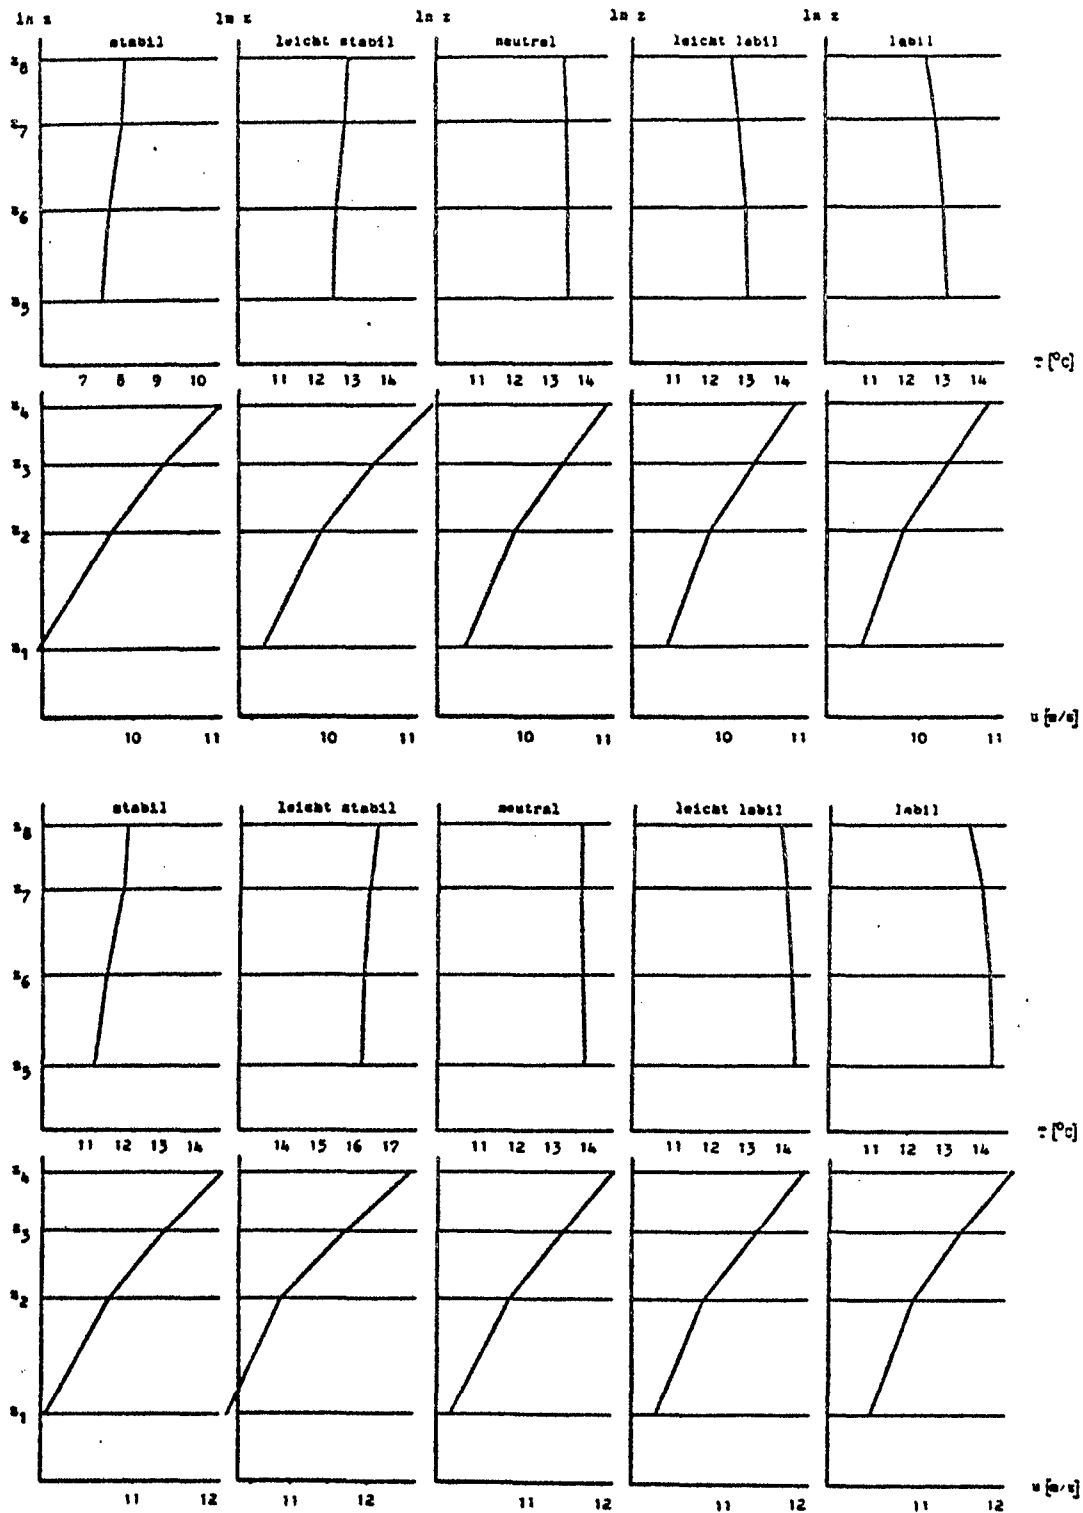 ln z ln z ln z ln z ln z
stabil leicht stabil neutral leicht labil labil
z8
z7
z6
z5
T [°C]
7 8 9 10 11 12 13 14 11 12 13 14 11 12 13 14 11 12 13 14
z4
z3
z2
z1
u [m/s]
10 11 10 11 10 11 10 11
stabil leicht stabil neutral leicht labil labil
z8
z7
z6
z5
T [°C]
11 12 13 14 14 15 16 17 11 12 13 14 11 12 13 14 11 12 13 14
z4
z3
z2
z1
u [m/s]
11 12 11 12 11 12 11 12 11 12